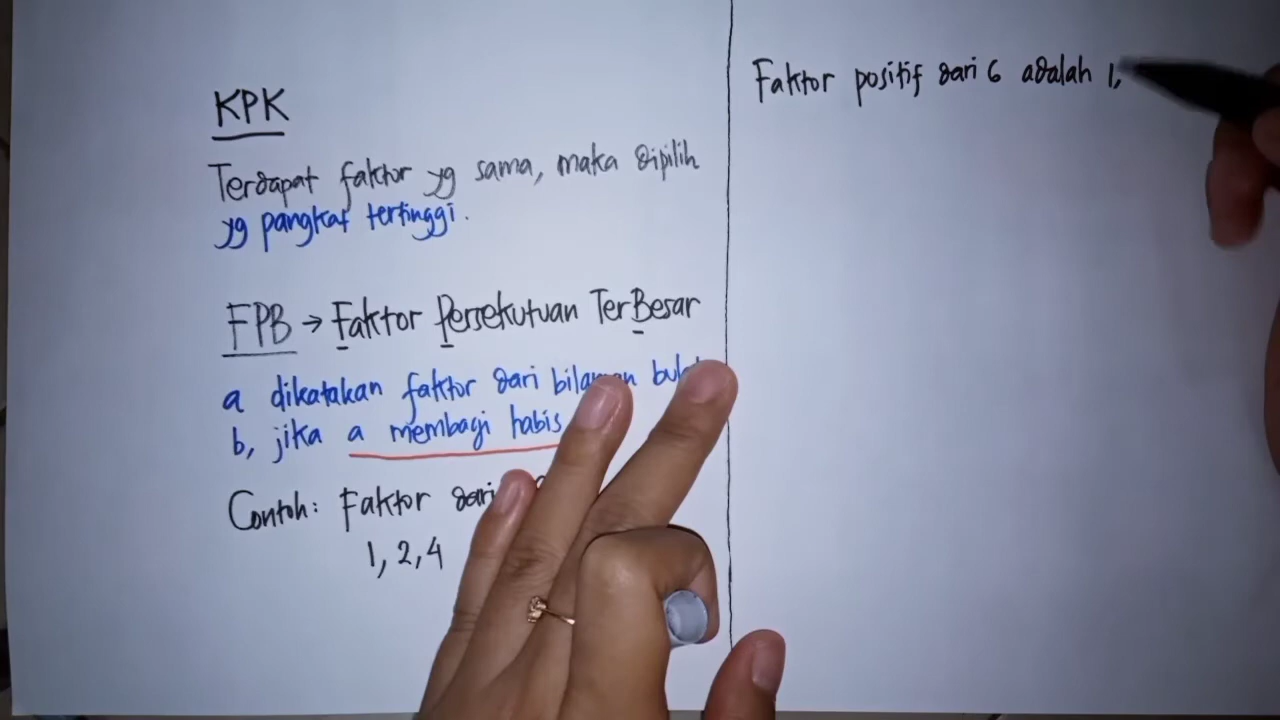 KPK
Terdapat faktor yg sama, maka dipilih
yg pangkat tertinggi.
FPB → Faktor Persekutuan TerBesar
a dikatakan faktor dari bilangan
b, jika a membagi habis
Contoh: Faktor dari
1, 2, 4
Faktor positif dari 6 adalah 1,